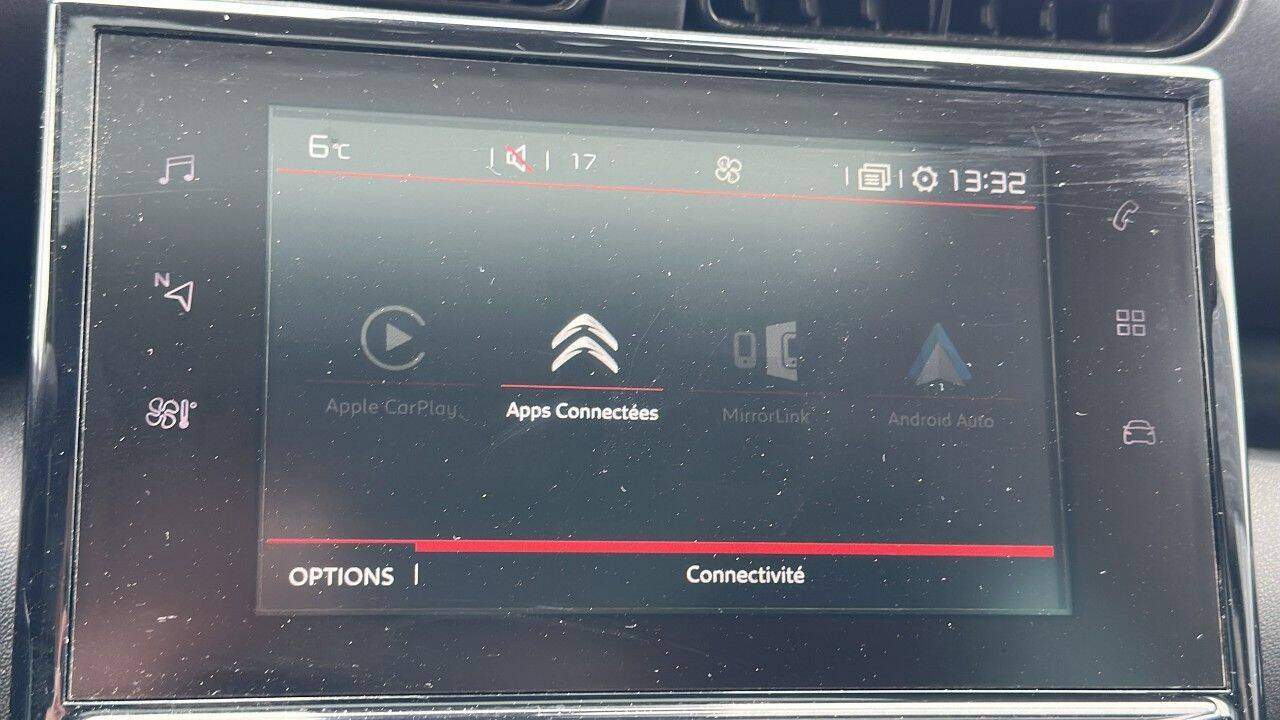 6°C 17 13:32
N
Apple CarPlay Apps Connectées MirrorLink Android Auto
OPTIONS Connectivité